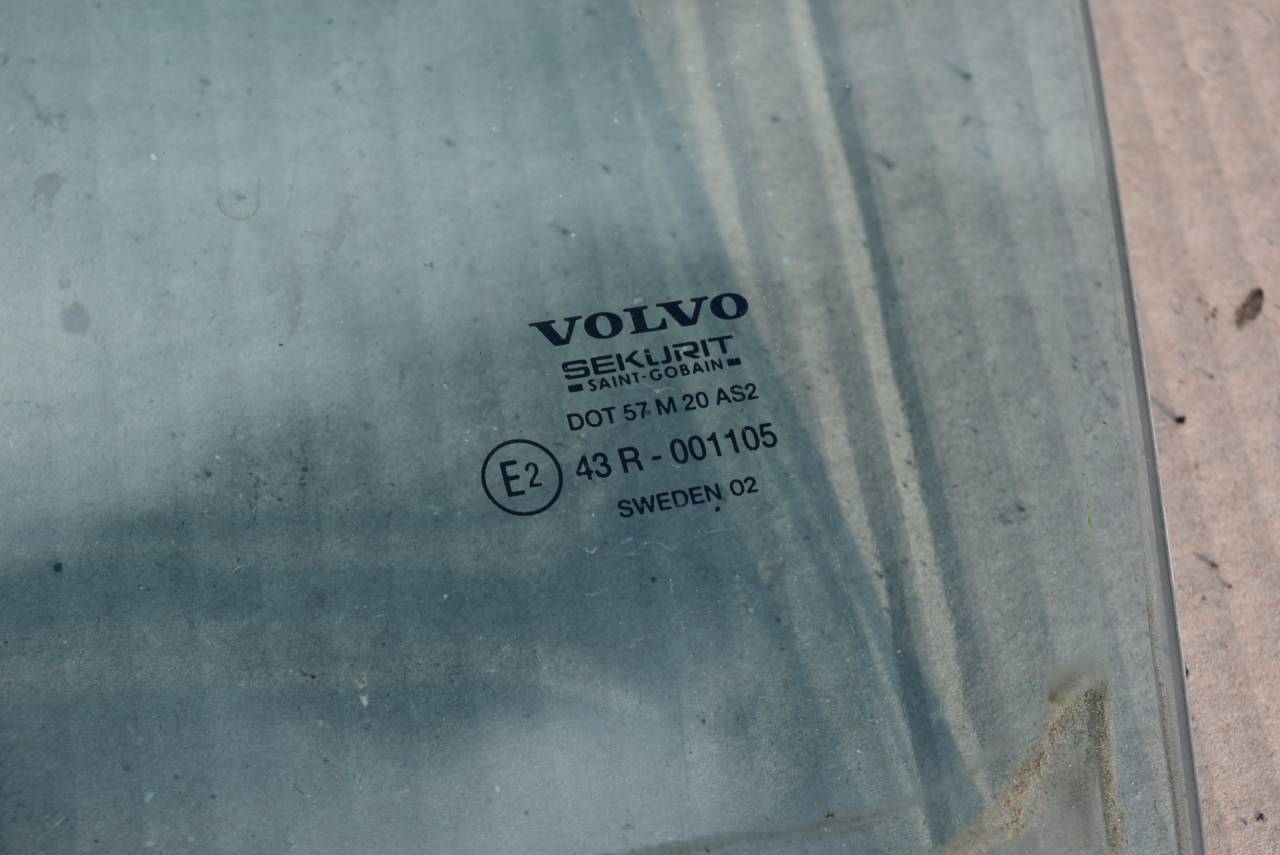 VOLVO
SEKURIT
SAINT-GOBAIN
DOT 57 M 20 AS2
E2 43 R - 001105
SWEDEN 02